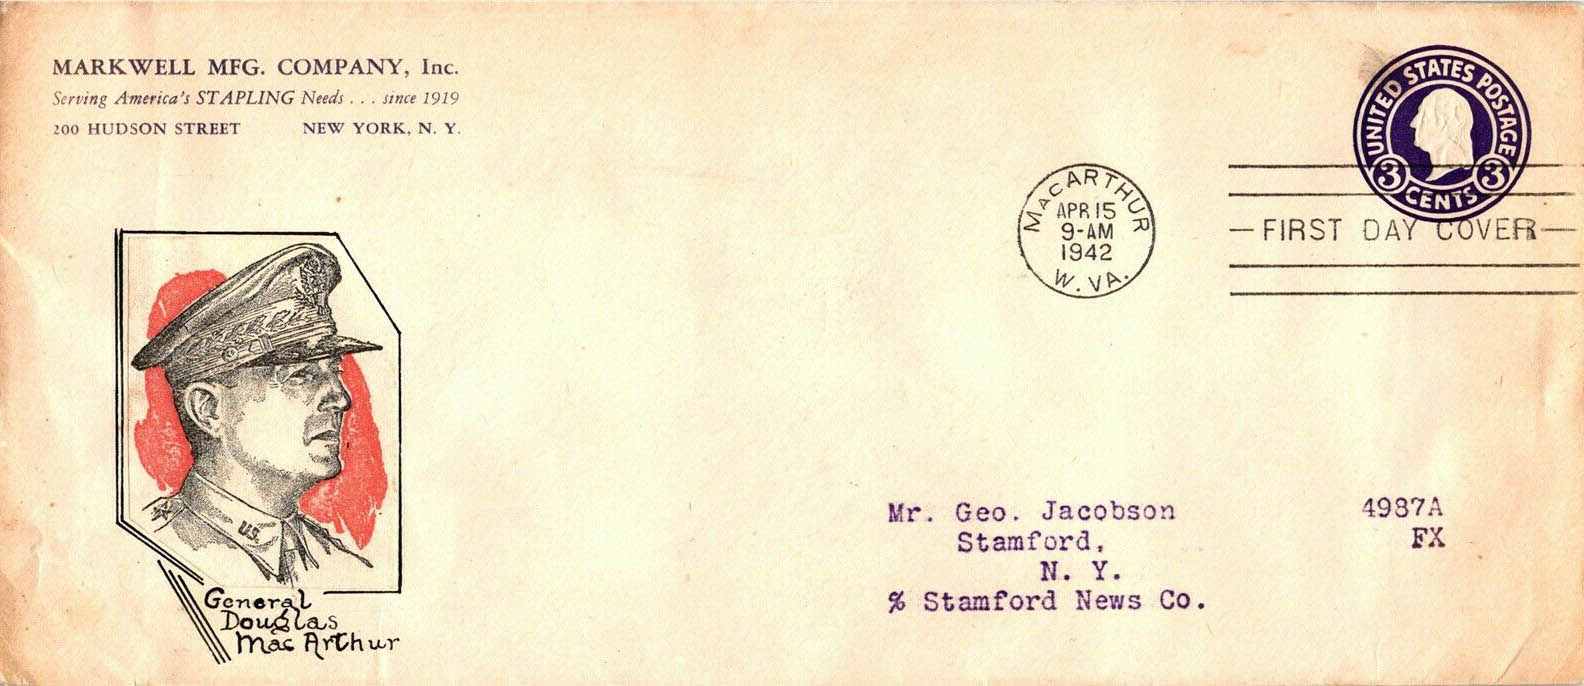 MARKWELL MFG. COMPANY, Inc.
Serving America's STAPLING Needs . . . since 1919
200 HUDSON STREET NEW YORK, N. Y.
UNITED STATES POSTAGE
3 CENTS 3
MacARTHUR
APR 15
9-AM
1942
W. VA.
FIRST DAY COVER
U.S.
General
Douglas
Mac Arthur
Mr. Geo. Jacobson 4987A
Stamford, FX
N. Y.
% Stamford News Co.